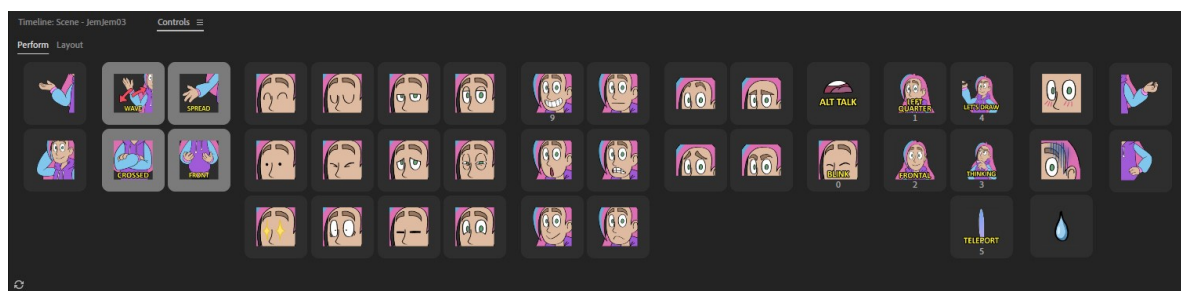 Timeline: Scene - JemJem03 Controls
Perform Layout
WAVE
SPREAD
9
ALT TALK
LEFT
QUARTER
1
LET'S DRAW
4
CROSSED
FRONT
BLINK
0
FRONTAL
2
THINKING
3
TELEPORT
5